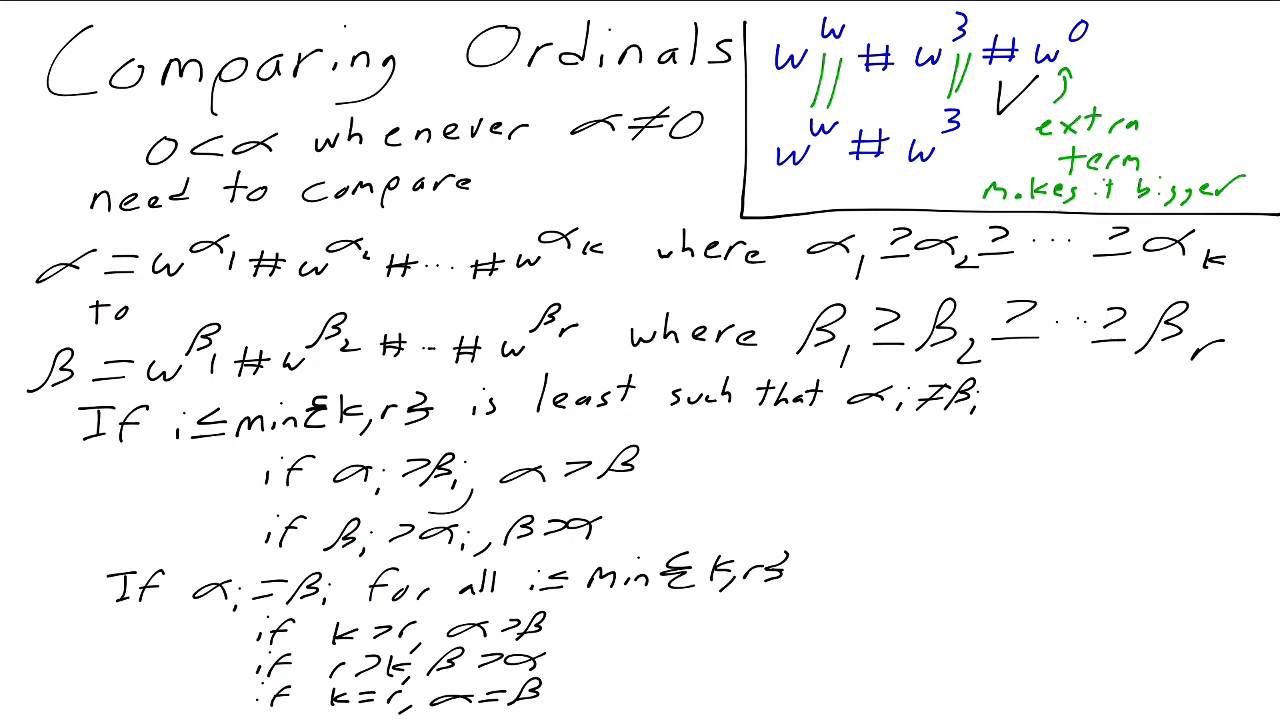 Comparing Ordinals
0<α whenever α≠0
need to compare
α=w^α₁#w^α₂#⋯#w^αₖ where α₁≥α₂≥⋯≥αₖ
to
β=w^β₁#w^β₂#⋯#w^βᵣ where β₁≥β₂≥⋯≥βᵣ
If i≤min{k,r} is least such that αᵢ≠βᵢ
if αᵢ>βᵢ, α>β
if βᵢ>αᵢ, β>α
If αᵢ=βᵢ for all i≤min{k,r}
if k>r, α>β
if r>k, β>α
if k=r, α=β
w^w#w^3#w^0
|| || ∨ ↑
w^w#w^3
extra
term
makes it bigger